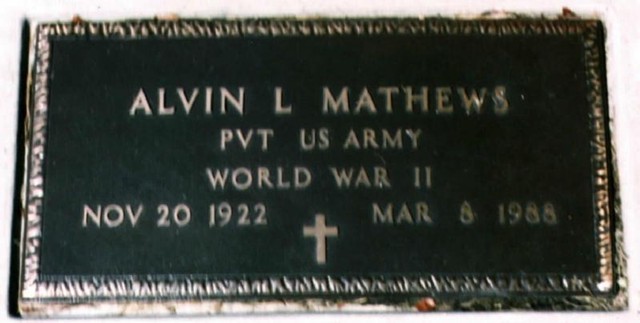 ALVIN L MATHEWS
PVT US ARMY
WORLD WAR II
NOV 20 1922 MAR 8 1988